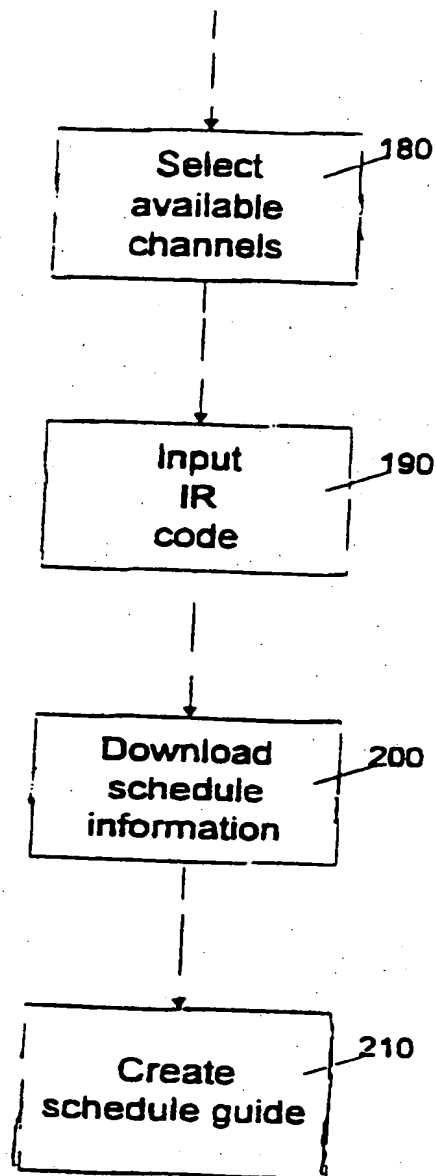 Select
available
channels
180
Input
IR
code
190
Download
schedule
information
200
Create
schedule guide
210